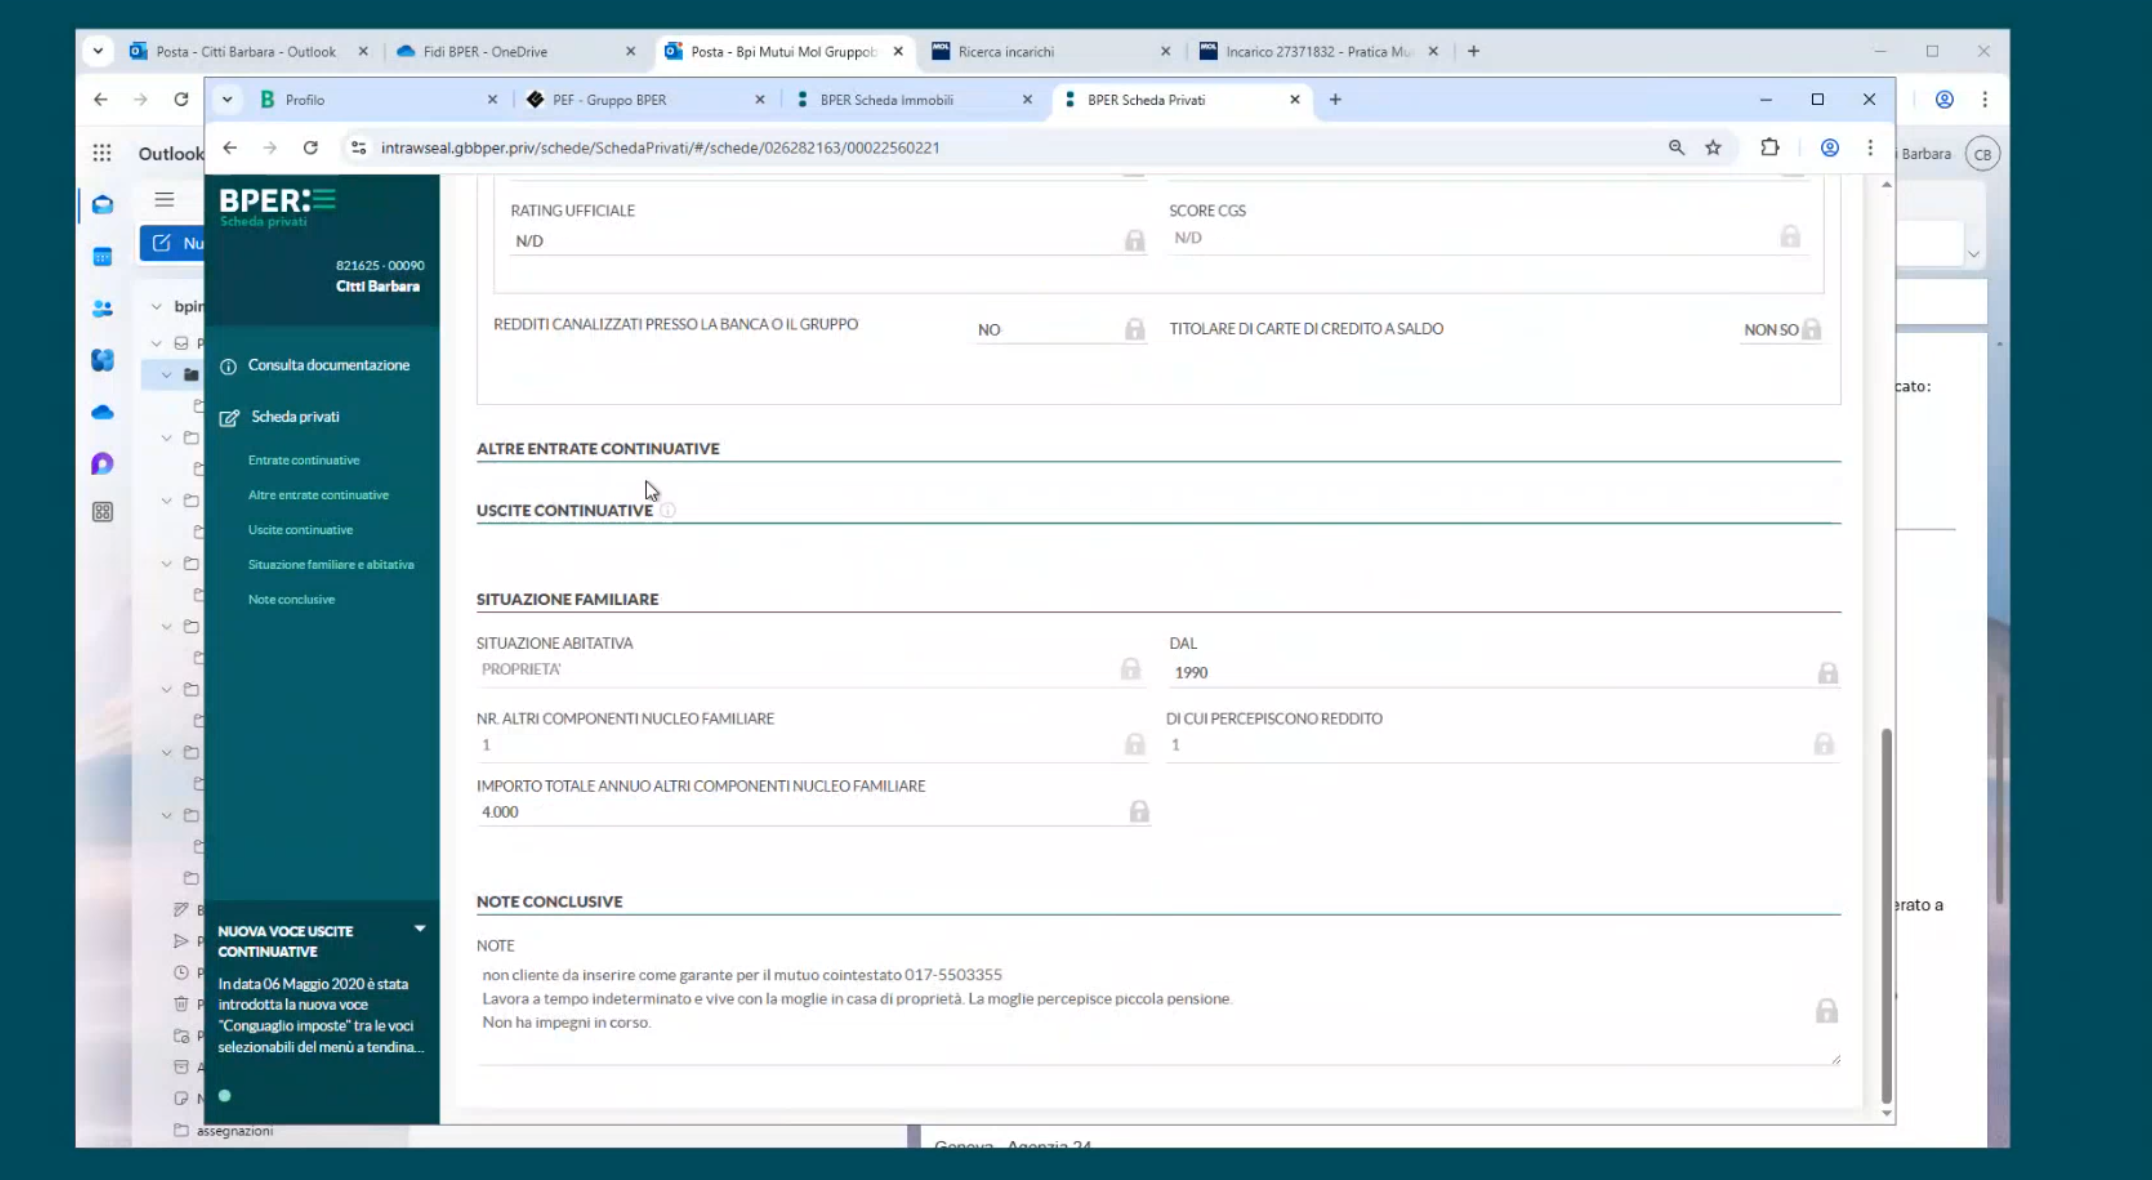 Posta - Citti Barbara - Outlook
Fidi BPER - OneDrive
Posta - Bpi Mutui Mol Gruppob
Ricerca incarichi
Incarico 27371832 - Pratica Mu
Profilo
PEF - Gruppo BPER
BPER Scheda Immobili
BPER Scheda Privati
Outlook
intrawseal.gbbper.priv/schede/SchedaPrivati/#/schede/026282163/00022560221
Barbara
CB
Nu
BPER:
Scheda privati
821625 - 00090
Citti Barbara
bpir
Consulta documentazione
Scheda privati
Entrate continuative
Altre entrate continuative
Uscite continuative
Situazione familiare e abitativa
Note conclusive
NUOVA VOCE USCITE
CONTINUATIVE
In data 06 Maggio 2020 è stata
introdotta la nuova voce
"Conguaglio imposte" tra le voci
selezionabili del menù a tendina...
assegnazioni
RATING UFFICIALE
N/D
SCORE CGS
N/D
REDDITI CANALIZZATI PRESSO LA BANCA O IL GRUPPO
NO
TITOLARE DI CARTE DI CREDITO A SALDO
NON SO
ALTRE ENTRATE CONTINUATIVE
USCITE CONTINUATIVE
SITUAZIONE FAMILIARE
SITUAZIONE ABITATIVA
PROPRIETA'
DAL
1990
NR. ALTRI COMPONENTI NUCLEO FAMILIARE
1
DI CUI PERCEPISCONO REDDITO
1
IMPORTO TOTALE ANNUO ALTRI COMPONENTI NUCLEO FAMILIARE
4.000
NOTE CONCLUSIVE
NOTE
non cliente da inserire come garante per il mutuo cointestato 017-5503355
Lavora a tempo indeterminato e vive con la moglie in casa di proprietà. La moglie percepisce piccola pensione.
Non ha impegni in corso.
cato:
erato a
Genova - Agenzia 24